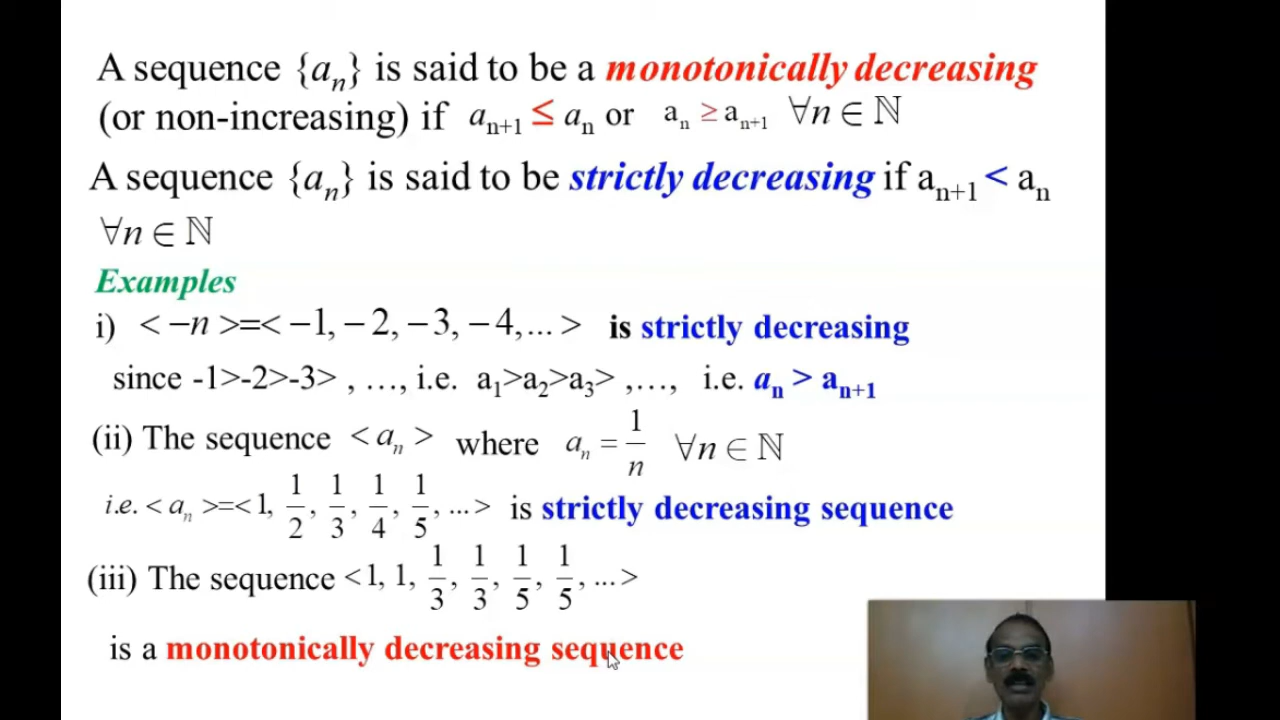 A sequence {aₙ} is said to be a monotonically decreasing
(or non-increasing) if aₙ₊₁ ≤ aₙ or aₙ ≥ aₙ₊₁ ∀n ∈ ℕ
A sequence {aₙ} is said to be strictly decreasing if aₙ₊₁ < aₙ
∀n ∈ ℕ
Examples
i) < −n >=< −1, −2, −3, −4,... > is strictly decreasing
since -1>-2>-3> , …, i.e. a₁>a₂>a₃> ,…, i.e. aₙ > aₙ₊₁
(ii) The sequence < aₙ > where aₙ = 1/n ∀n ∈ ℕ
i.e. < aₙ >=< 1, 1/2, 1/3, 1/4, 1/5, ... > is strictly decreasing sequence
(iii) The sequence < 1, 1, 1/3, 1/3, 1/5, 1/5, ... >
is a monotonically decreasing sequence